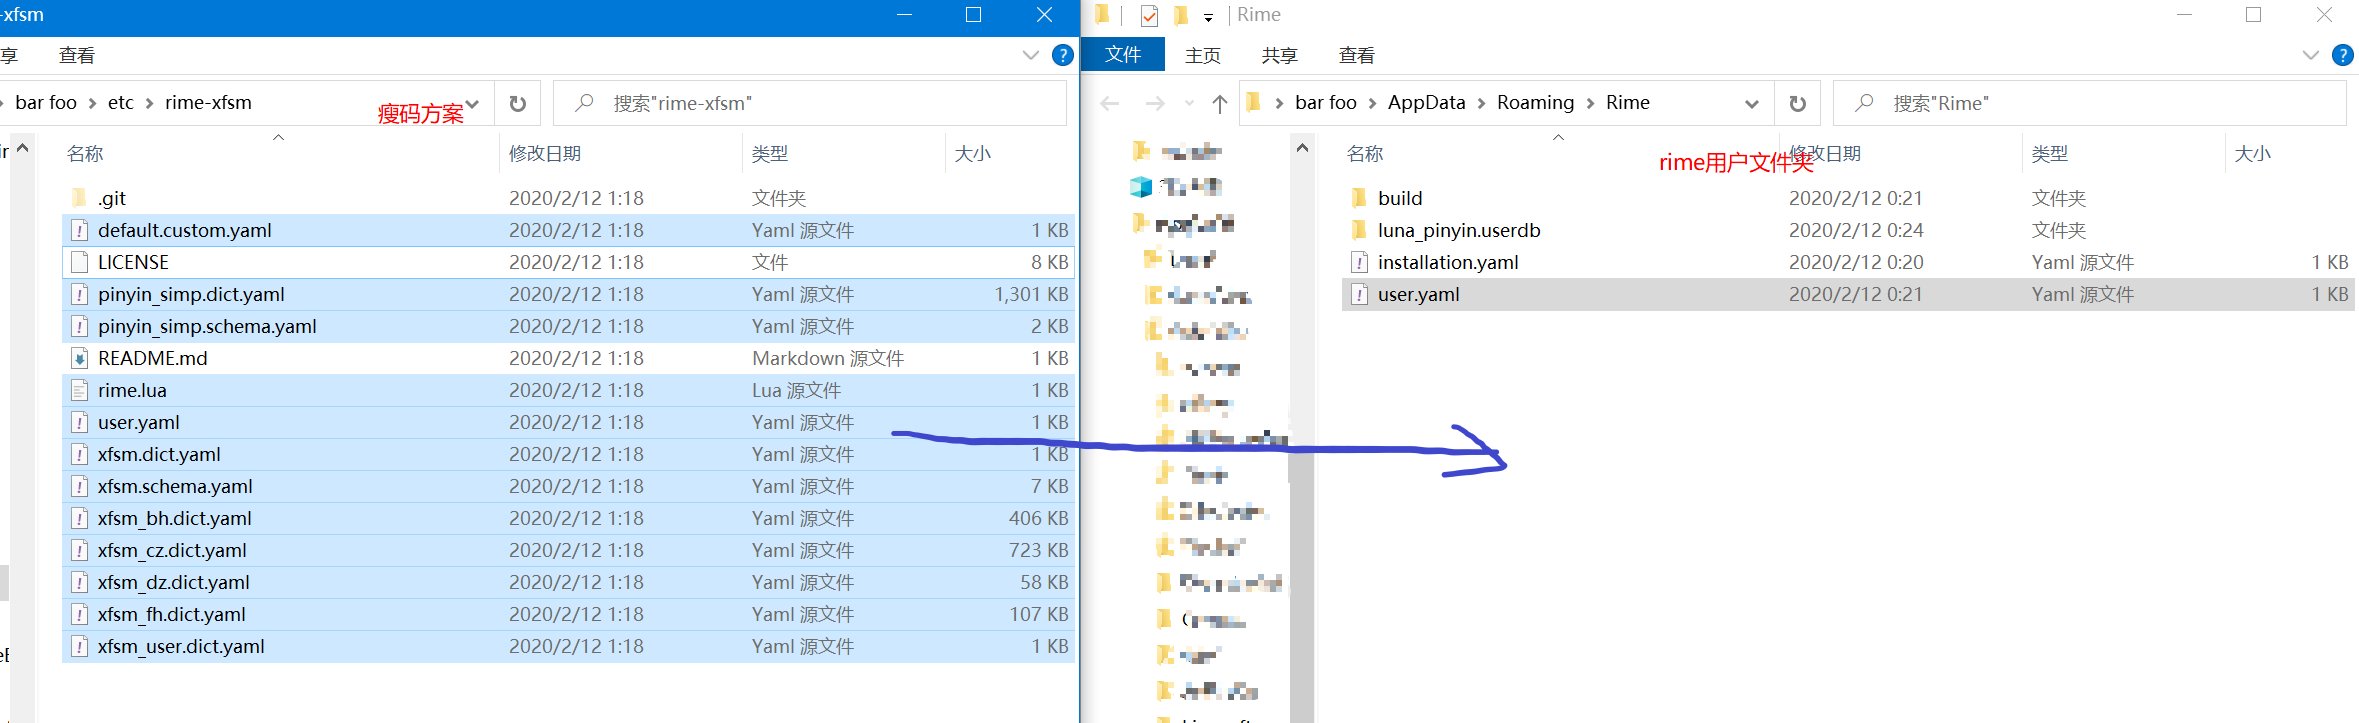 -xfsm
享 查看
bar foo etc rime-xfsm
瘦码方案
搜索"rime-xfsm"
名称 修改日期 类型 大小
.git 2020/2/12 1:18 文件夹
default.custom.yaml 2020/2/12 1:18 Yaml 源文件 1 KB
LICENSE 2020/2/12 1:18 文件 8 KB
pinyin_simp.dict.yaml 2020/2/12 1:18 Yaml 源文件 1,301 KB
pinyin_simp.schema.yaml 2020/2/12 1:18 Yaml 源文件 2 KB
README.md 2020/2/12 1:18 Markdown 源文件 1 KB
rime.lua 2020/2/12 1:18 Lua 源文件 1 KB
user.yaml 2020/2/12 1:18 Yaml 源文件 1 KB
xfsm.dict.yaml 2020/2/12 1:18 Yaml 源文件 1 KB
xfsm.schema.yaml 2020/2/12 1:18 Yaml 源文件 7 KB
xfsm_bh.dict.yaml 2020/2/12 1:18 Yaml 源文件 406 KB
xfsm_cz.dict.yaml 2020/2/12 1:18 Yaml 源文件 723 KB
xfsm_dz.dict.yaml 2020/2/12 1:18 Yaml 源文件 58 KB
xfsm_fh.dict.yaml 2020/2/12 1:18 Yaml 源文件 107 KB
xfsm_user.dict.yaml 2020/2/12 1:18 Yaml 源文件 1 KB
Rime
文件 主页 共享 查看
bar foo AppData Roaming Rime
搜索"Rime"
名称 修改日期 类型 大小
rime用户文件夹
build 2020/2/12 0:21 文件夹
luna_pinyin.userdb 2020/2/12 0:24 文件夹
installation.yaml 2020/2/12 0:20 Yaml 源文件 1 KB
user.yaml 2020/2/12 0:21 Yaml 源文件 1 KB